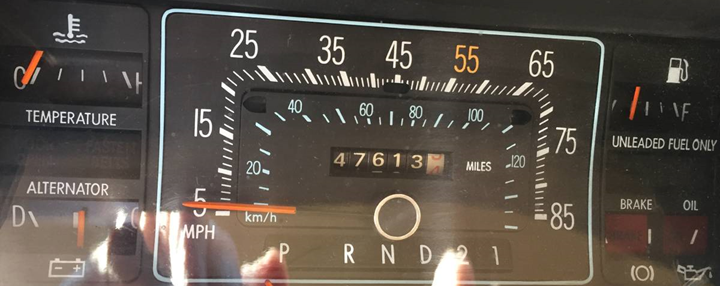 25 35 45 55 65
C H
F
TEMPERATURE
40 60 80 100
15 75
UNLEADED FUEL ONLY
47613
20 MILES 120
ALTERNATOR
BRAKE OIL
D C
5 km/h 85
MPH
P R N D 2 1